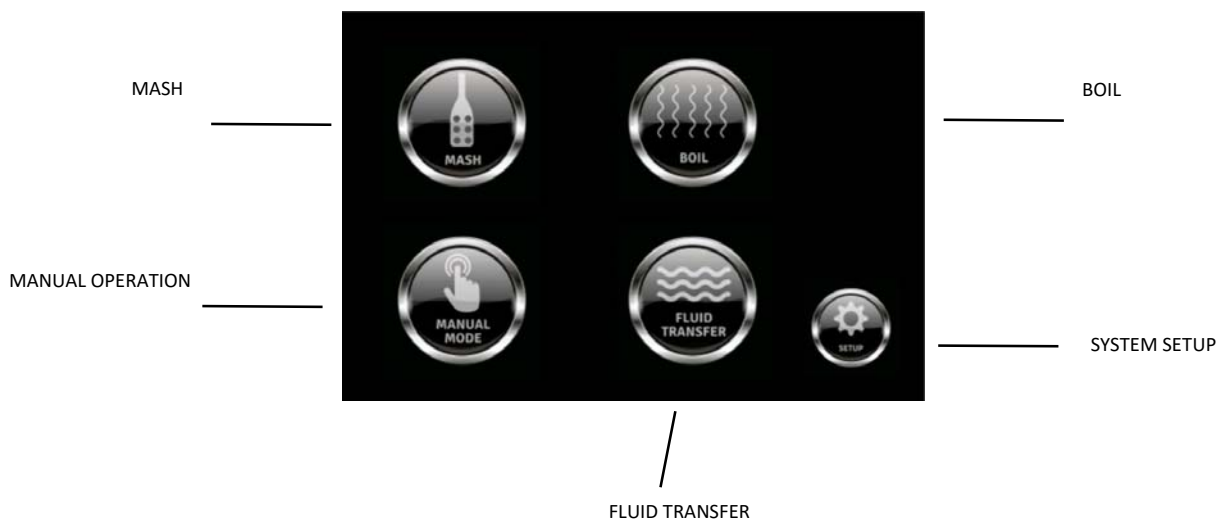 MASH
BOIL
MASH
BOIL
MANUAL OPERATION
MANUAL
MODE
FLUID
TRANSFER
SETUP
SYSTEM SETUP
FLUID TRANSFER